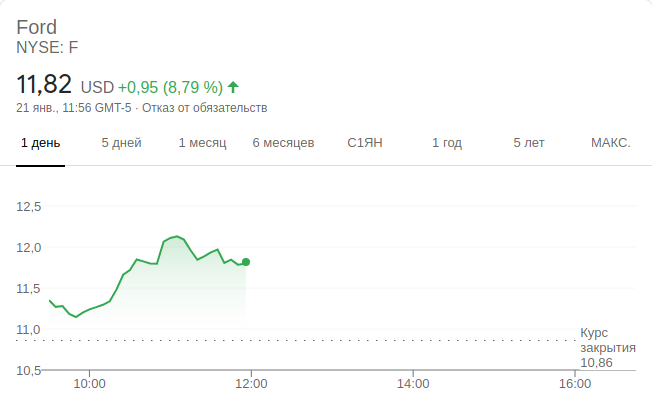 Ford
NYSE: F
11,82 USD +0,95 (8,79 %)
21 янв., 11:56 GMT-5 · Отказ от обязательств
1 день 5 дней 1 месяц 6 месяцев С1ЯН 1 год 5 лет МАКС.
12,5
12,0
11,5
11,0
Курс
закрытия
10,86
10,5
10:00 12:00 14:00 16:00